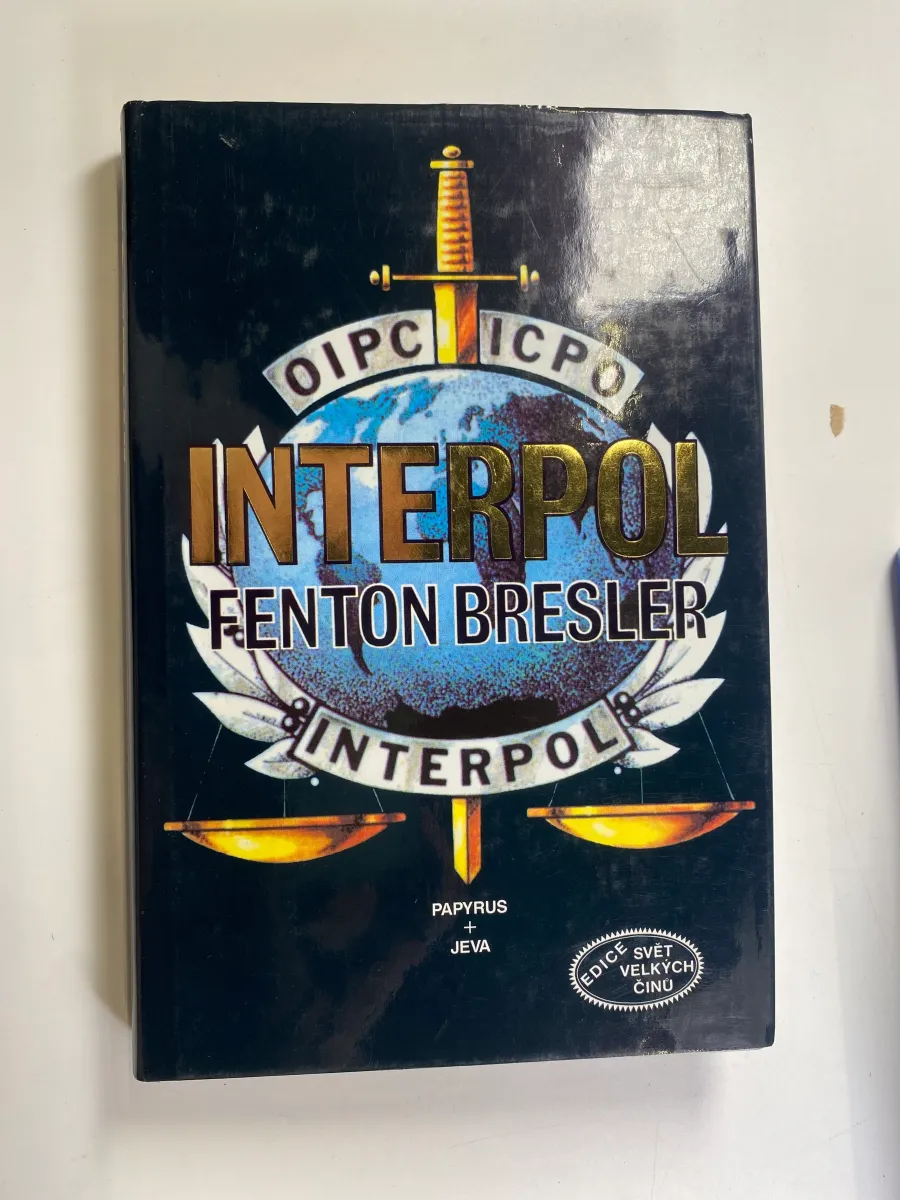 OIPC ICPO
INTERPOL
FENTON BRESLER
INTERPOL
PAPYRUS
+
JEVA
EDICE SVĚT
VELKÝCH
ČINŮ